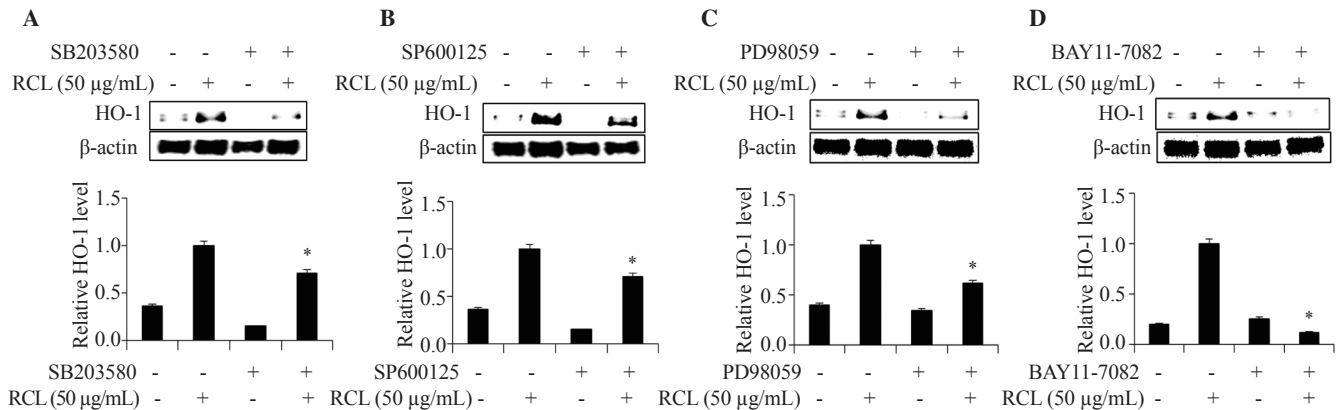 A
SB203580 - - + +
RCL (50 µg/mL) - + - +
HO-1
β-actin
Relative HO-1 level
1.5
1.0
0.5
0.0
*
SB203580 - - + +
RCL (50 µg/mL) - + - +
B
SP600125 - - + +
RCL (50 µg/mL) - + - +
HO-1
β-actin
Relative HO-1 level
1.5
1.0
0.5
0.0
*
SP600125 - - + +
RCL (50 µg/mL) - + - +
C
PD98059 - - + +
RCL (50 µg/mL) - + - +
HO-1
β-actin
Relative HO-1 level
1.5
1.0
0.5
0.0
*
PD98059 - - + +
RCL (50 µg/mL) - + - +
D
BAY11-7082 - - + +
RCL (50 µg/mL) - + - +
HO-1
β-actin
Relative HO-1 level
1.5
1.0
0.5
0.0
*
BAY11-7082 - - + +
RCL (50 µg/mL) - + - +